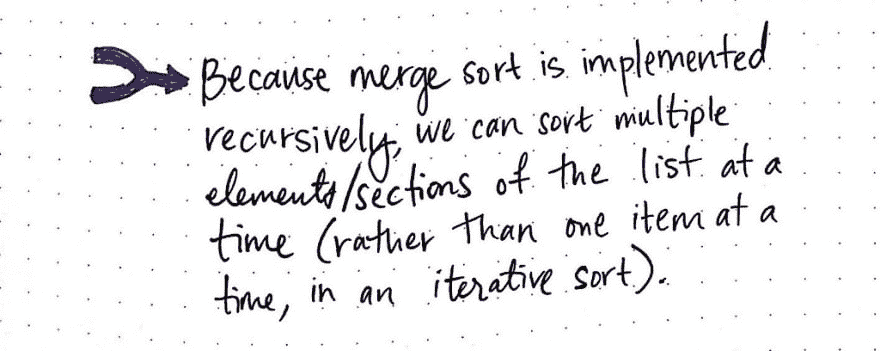 Because merge sort is implemented
recursively, we can sort multiple
elements/sections of the list at a
time (rather than one item at a
time, in an iterative sort).